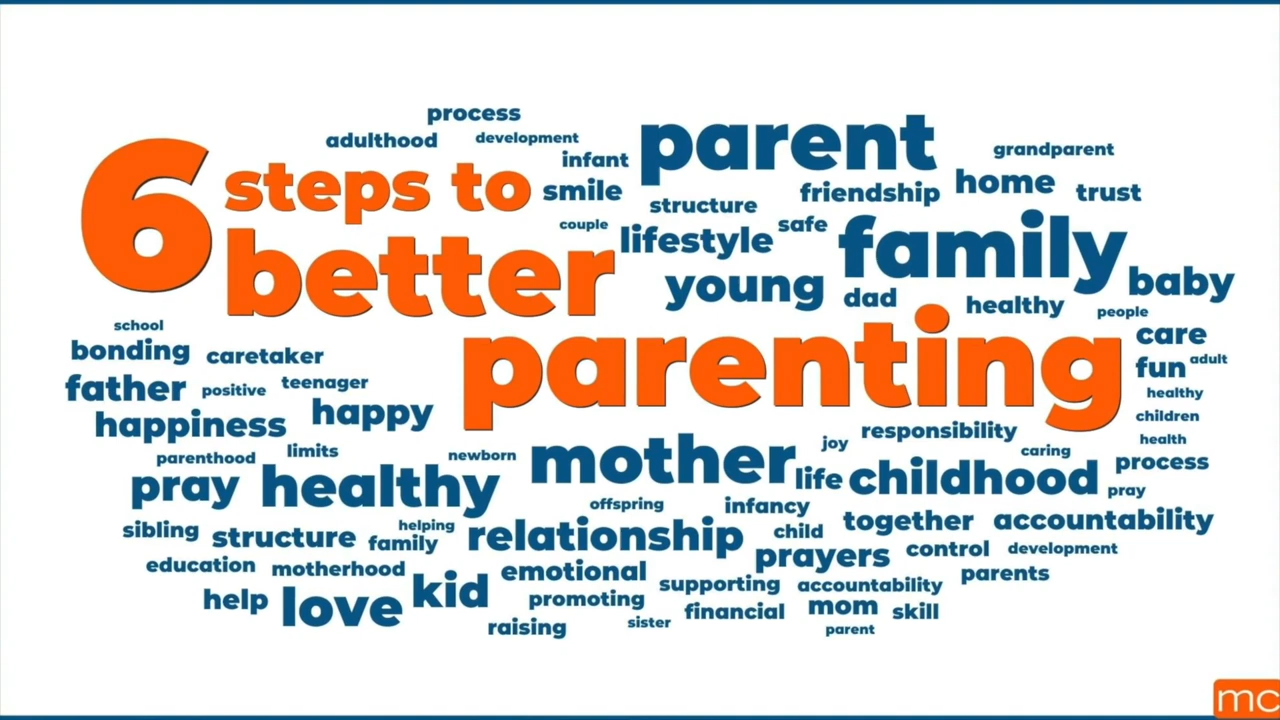 process
adulthood
development
infant
parent
grandparent
6
steps to
smile
structure
friendship
home
trust
couple
lifestyle
safe
family
better
young
dad
healthy
baby
people
school
bonding
caretaker
parenting
care
fun
adult
father
positive
teenager
healthy
happiness
happy
children
parenthood
limits
newborn
mother
joy
responsibility
caring
health
process
pray
healthy
life
childhood
pray
offspring
infancy
sibling
structure
helping
family
relationship
child
together
accountability
education
motherhood
emotional
prayers
control
development
help
love
kid
promoting
supporting
accountability
parents
raising
sister
financial
mom
skill
parent
mc